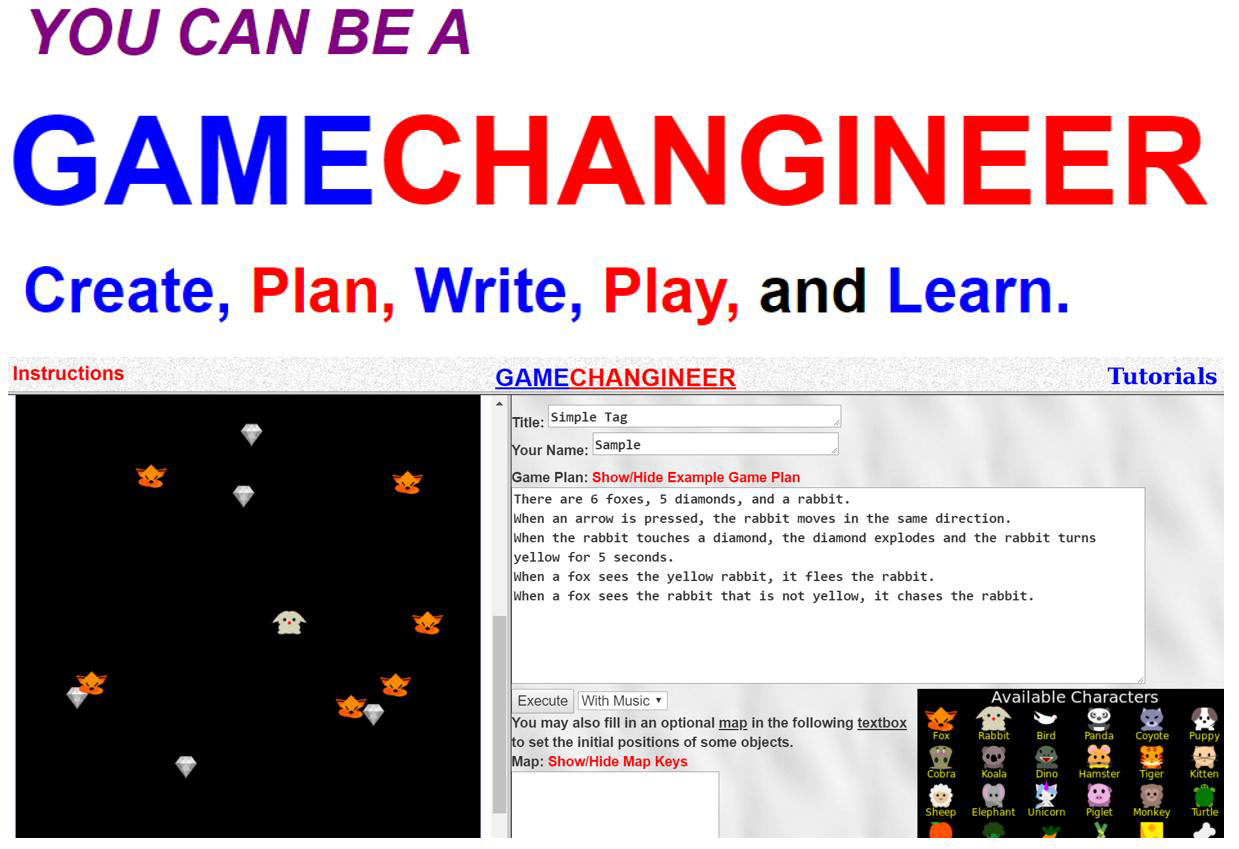 YOU CAN BE A
GAMECHANGINEER
Create, Plan, Write, Play, and Learn.
Instructions
GAMECHANGINEER
Tutorials
Title: Simple Tag
Your Name: Sample
Game Plan: Show/Hide Example Game Plan
There are 6 foxes, 5 diamonds, and a rabbit.
When an arrow is pressed, the rabbit moves in the same direction.
When the rabbit touches a diamond, the diamond explodes and the rabbit turns
yellow for 5 seconds.
When a fox sees the yellow rabbit, it flees the rabbit.
When a fox sees the rabbit that is not yellow, it chases the rabbit.
Execute With Music
You may also fill in an optional map in the following textbox
to set the initial positions of some objects.
Map: Show/Hide Map Keys
Available Characters
Fox Rabbit Bird Panda Coyote Puppy
Cobra Koala Dino Hamster Tiger Kitten
Sheep Elephant Unicorn Piglet Monkey Turtle